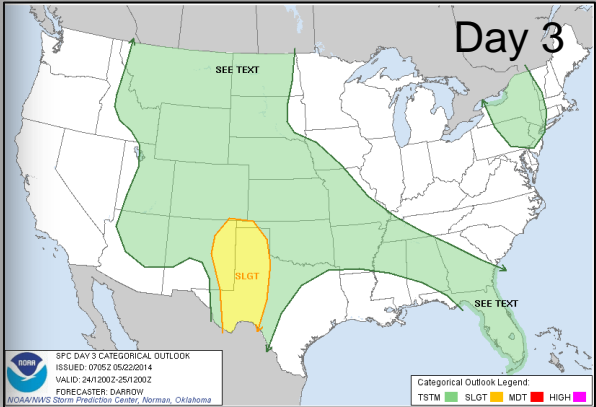 Day 3
SEE TEXT
SLGT
SEE TEXT
NOAA
SPC DAY 3 CATEGORICAL OUTLOOK
ISSUED: 0705Z 05/22/2014
VALID: 24/1200Z-25/1200Z
FORECASTER: DARROW
NOAA/NWS Storm Prediction Center, Norman, Oklahoma
Categorical Outlook Legend:
TSTM SLGT MDT HIGH